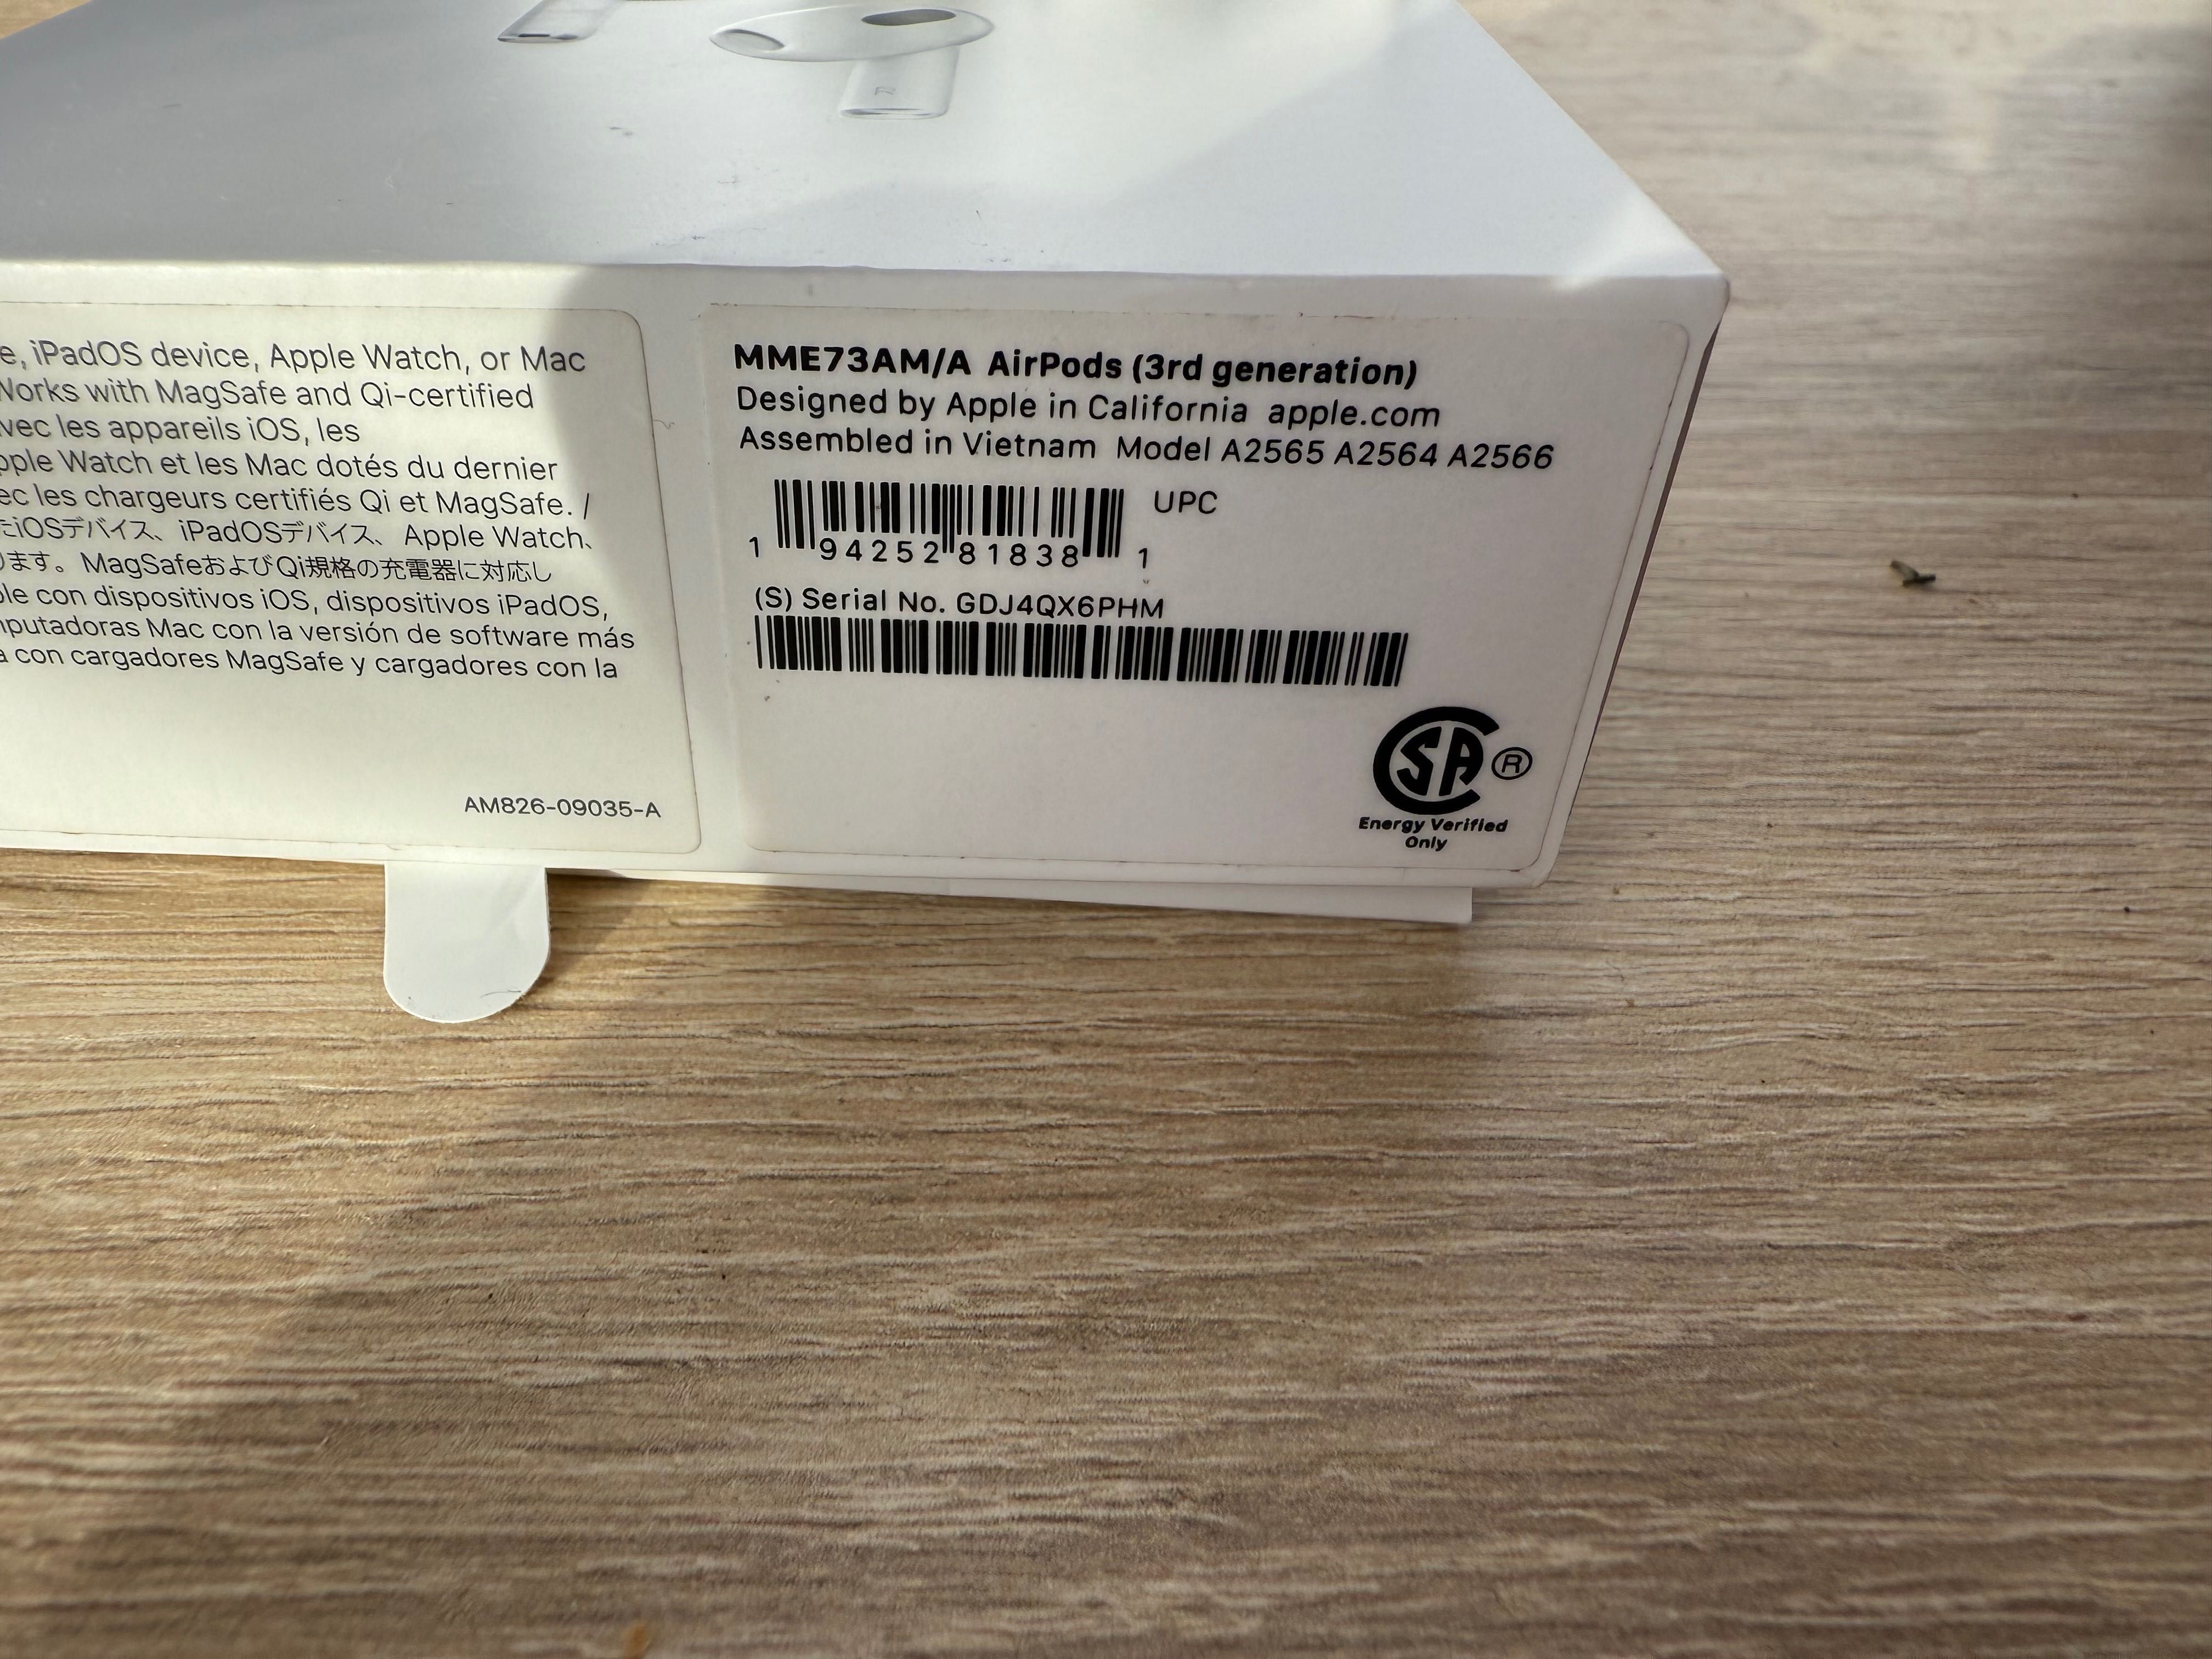 R
e, iPadOS device, Apple Watch, or Mac
Works with MagSafe and Qi-certified
vec les appareils iOS, les
pple Watch et les Mac dotés du dernier
ec les chargeurs certifiés Qi et MagSafe. /
たiOSデバイス、iPadOSデバイス、Apple Watch、
ります。MagSafeおよびQi規格の充電器に対応し
ble con dispositivos iOS, dispositivos iPadOS,
mputadoras Mac con la versión de software más
a con cargadores MagSafe y cargadores con la
AM826-09035-A
MME73AM/A AirPods (3rd generation)
Designed by Apple in California apple.com
Assembled in Vietnam Model A2565 A2564 A2566
UPC
1 94252 81838 1
(S) Serial No. GDJ4QX6PHM
CSA®
Energy Verified
Only